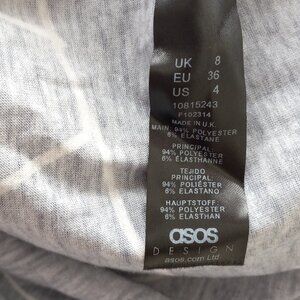 UK 8
EU 36
US 4
10815243
P102314
MADE IN U.K.
MAIN: 94% POLYESTER
6% ELASTANE
PRINCIPAL:
94% POLYESTER
6% ELASTHANNE
TEJIDO
PRINCIPAL:
94% POLIÉSTER
6% ELASTANO
HAUPTSTOFF:
94% POLYESTER
6% ELASTHAN
asos
DESIGN
asos.com Ltd